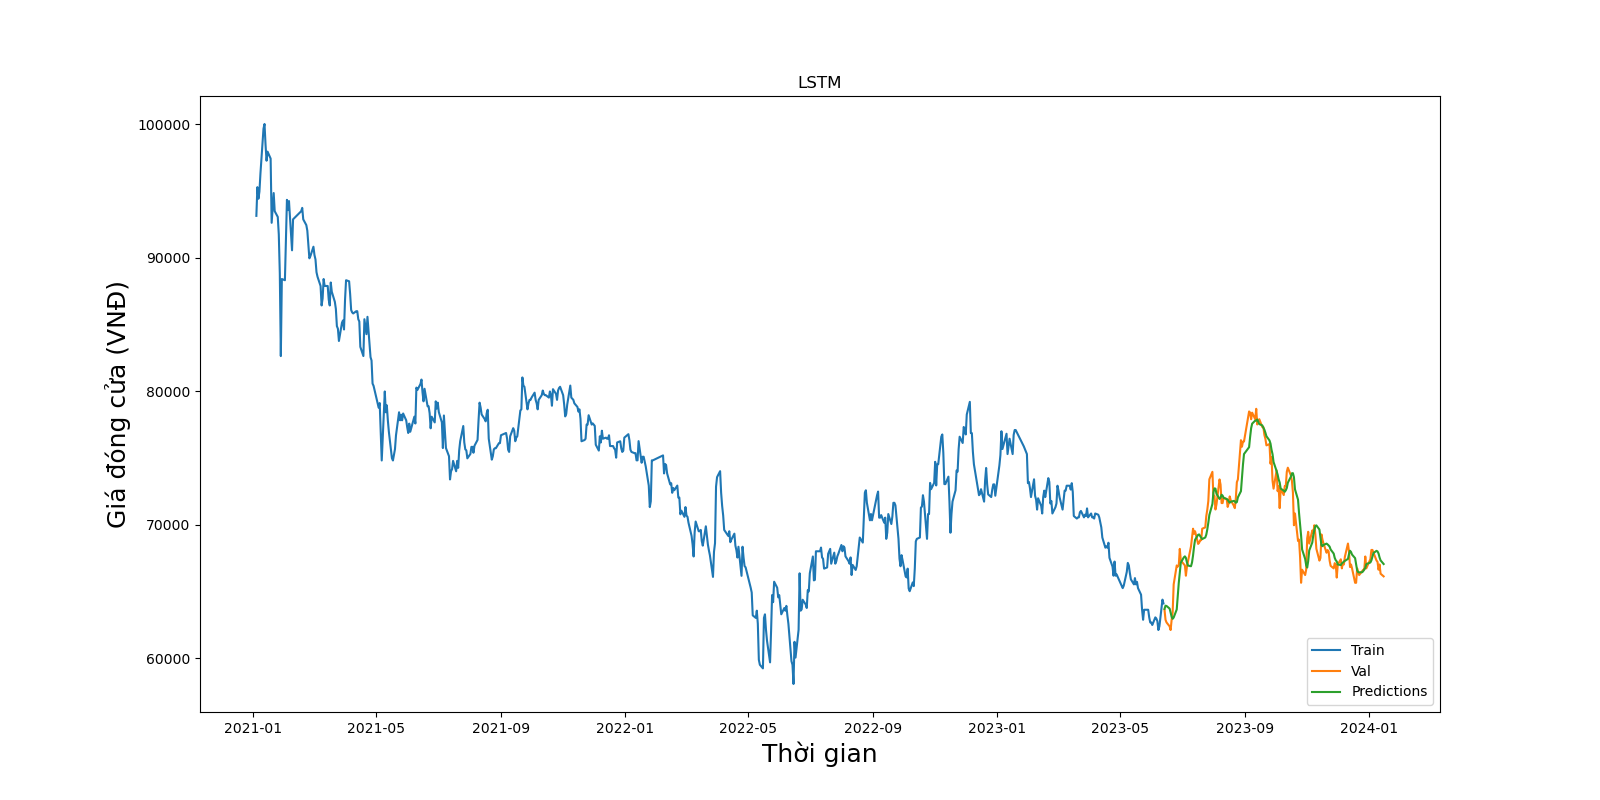 LSTM
Giá đóng cửa (VNĐ)
100000
90000
80000
70000
60000
2021-01
2021-05
2021-09
2022-01
2022-05
2022-09
2023-01
2023-05
2023-09
2024-01
Thời gian
Train
Val
Predictions